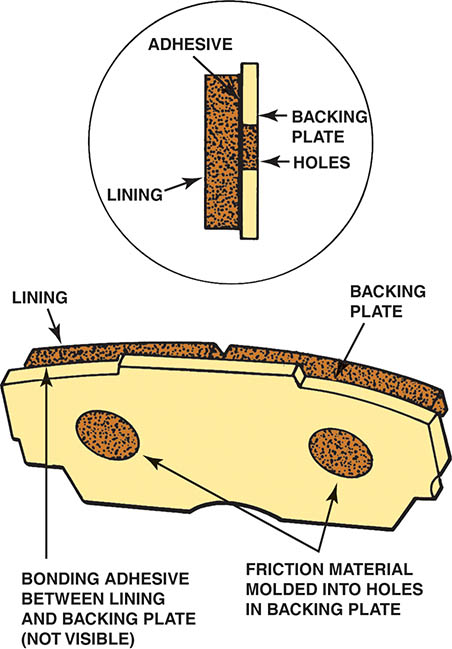 ADHESIVE
BACKING
PLATE
HOLES
LINING
LINING
BACKING
PLATE
BONDING ADHESIVE
BETWEEN LINING
AND BACKING PLATE
(NOT VISIBLE)
FRICTION MATERIAL
MOLDED INTO HOLES
IN BACKING PLATE